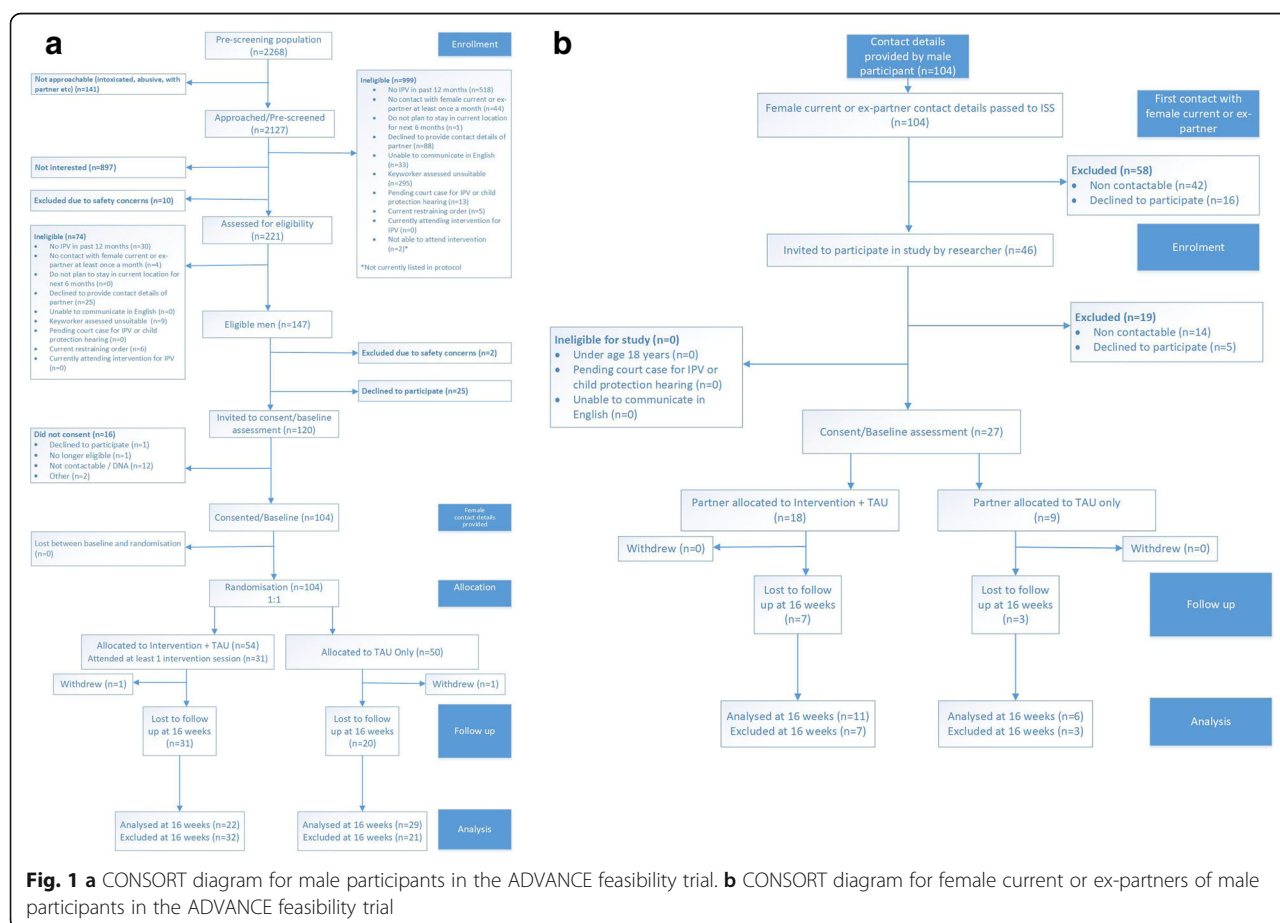 a
Pre-screening population
(n=2268)
Enrollment
Not approachable (intoxicated, abusive, with
partner etc) (n=141)
Approached/Pre-screened
(n=2127)
Ineligible (n=999)
• No IPV in past 12 months (n=518)
• No contact with female current or ex-
partner at least once a month (n=44)
• Do not plan to stay in current location
for next 6 months (n=1)
• Declined to provide contact details of
partner (n=88)
• Unable to communicate in English
(n=33)
• Keyworker assessed unsuitable
(n=295)
• Pending court case for IPV or child
protection hearing (n=13)
• Current restraining order (n=5)
• Currently attending intervention for
IPV (n=0)
• Not able to attend intervention
(n=2)*
*Not currently listed in protocol
Not interested (n=897)
Excluded due to safety concerns (n=10)
Assessed for eligibility
(n=221)
Ineligible (n=74)
• No IPV in past 12 months (n=30)
• No contact with female current or ex-
partner at least once a month (n=4)
• Do not plan to stay in current location for
next 6 months (n=0)
• Declined to provide contact details of
partner (n=25)
• Unable to communicate in English (n=0)
• Keyworker assessed unsuitable (n=9)
• Pending court case for IPV or child
protection hearing (n=0)
• Current restraining order (n=6)
• Currently attending intervention for IPV
(n=0)
Eligible men (n=147)
Excluded due to safety concerns (n=2)
Declined to participate (n=25)
Invited to consent/baseline
assessment (n=120)
Did not consent (n=16)
• Declined to participate (n=1)
• No longer eligible (n=1)
• Not contactable / DNA (n=12)
• Other (n=2)
Consented/Baseline (n=104)
Female
contact details
provided
Lost between baseline and randomisation
(n=0)
Randomisation (n=104)
1:1
Allocation
Allocated to Intervention + TAU (n=54)
Attended at least 1 intervention session (n=31)
Allocated to TAU Only (n=50)
Withdrew (n=1)
Withdrew (n=1)
Lost to follow
up at 16 weeks
(n=31)
Lost to follow
up at 16 weeks
(n=20)
Follow up
Analysed at 16 weeks (n=22)
Excluded at 16 weeks (n=32)
Analysed at 16 weeks (n=29)
Excluded at 16 weeks (n=21)
Analysis
b
Contact details
provided by male
participant (n=104)
Female current or ex-partner contact details passed to ISS
(n=104)
First contact with
female current or ex-
partner
Excluded (n=58)
• Non contactable (n=42)
• Declined to participate (n=16)
Enrolment
Invited to participate in study by researcher (n=46)
Excluded (n=19)
• Non contactable (n=14)
• Declined to participate (n=5)
Ineligible for study (n=0)
• Under age 18 years (n=0)
• Pending court case for IPV or
child protection hearing (n=0)
• Unable to communicate in
English (n=0)
Consent/Baseline assessment (n=27)
Partner allocated to Intervention + TAU
(n=18)
Partner allocated to TAU only
(n=9)
Withdrew (n=0)
Withdrew (n=0)
Lost to follow
up at 16 weeks
(n=7)
Lost to follow
up at 16 weeks
(n=3)
Follow up
Analysed at 16 weeks (n=11)
Excluded at 16 weeks (n=7)
Analysed at 16 weeks (n=6)
Excluded at 16 weeks (n=3)
Analysis
Fig. 1 a CONSORT diagram for male participants in the ADVANCE feasibility trial. b CONSORT diagram for female current or ex-partners of male
participants in the ADVANCE feasibility trial